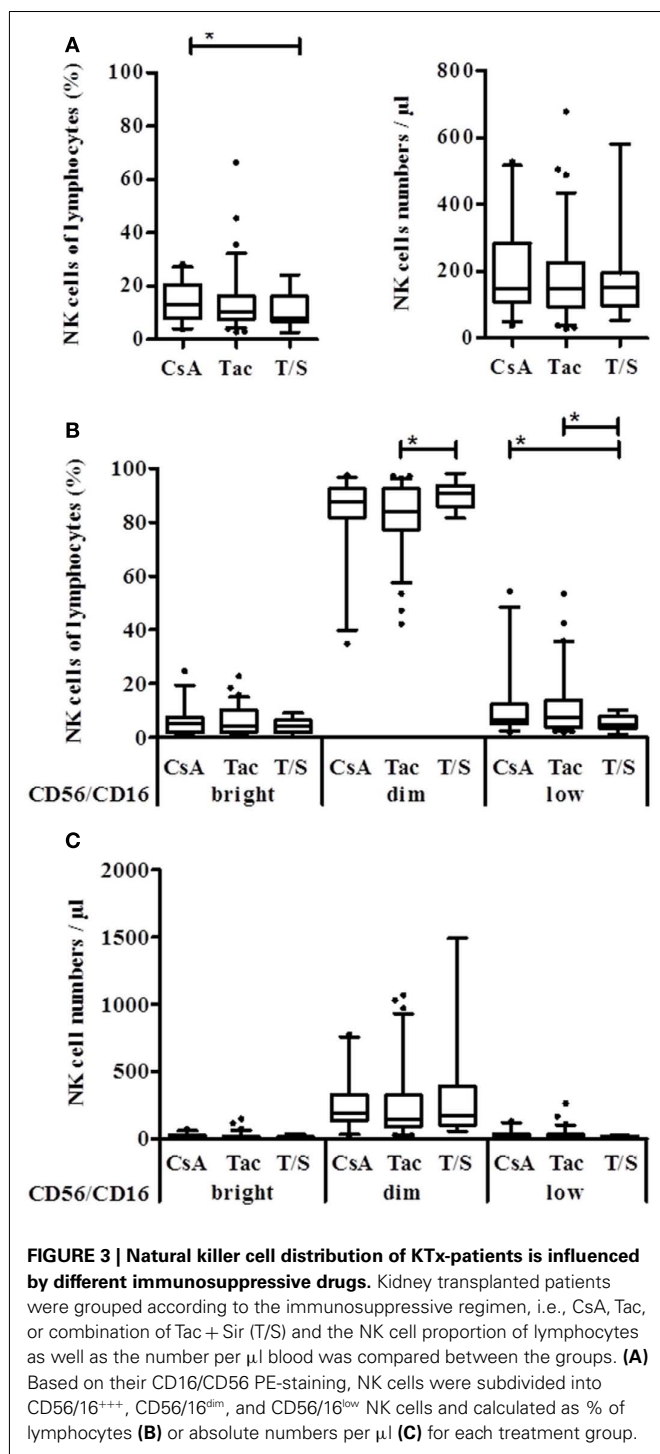 A
*
NK cells of lymphocytes (%)
100
80
60
40
20
0
CsA Tac T/S
NK cells numbers / µl
800
600
400
200
0
CsA Tac T/S
B
*
*
*
NK cells of lymphocytes (%)
100
80
60
40
20
0
CsA Tac T/S CsA Tac T/S CsA Tac T/S
CD56/CD16 bright dim low
C
NK cell numbers / µl
2000
1500
1000
500
0
CsA Tac T/S CsA Tac T/S CsA Tac T/S
CD56/CD16 bright dim low
FIGURE 3 | Natural killer cell distribution of KTx-patients is influenced
by different immunosuppressive drugs. Kidney transplanted patients
were grouped according to the immunosuppressive regimen, i.e., CsA, Tac,
or combination of Tac + Sir (T/S) and the NK cell proportion of lymphocytes
as well as the number per µl blood was compared between the groups. (A)
Based on their CD16/CD56 PE-staining, NK cells were subdivided into
CD56/16+++, CD56/16dim, and CD56/16low NK cells and calculated as % of
lymphocytes (B) or absolute numbers per µl (C) for each treatment group.